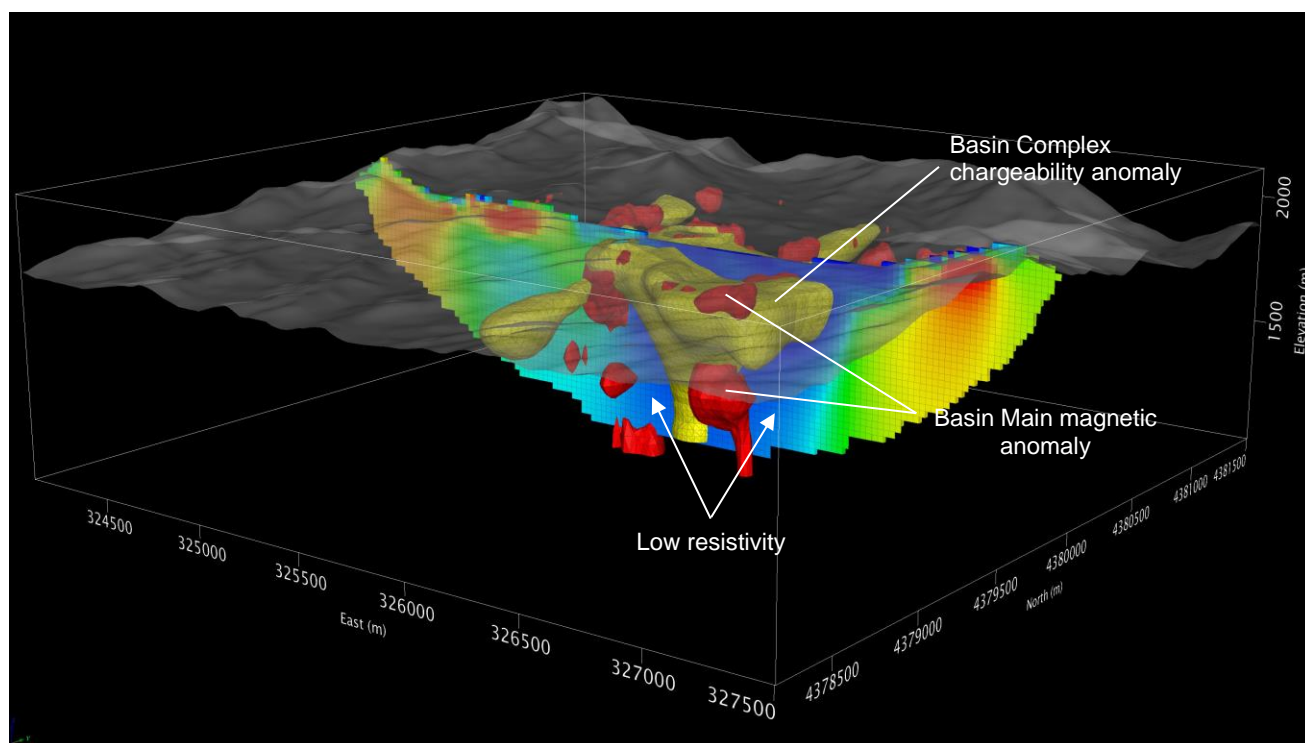 Basin Complex
chargeability anomaly
2000
1500
Elevation (m)
Basin Main magnetic
anomaly
Low resistivity
324500
325000
325500
326000
326500
327000
327500
East (m)
4378500
4379000
4379500
4380000
4380500
4381000
4381500
North (m)